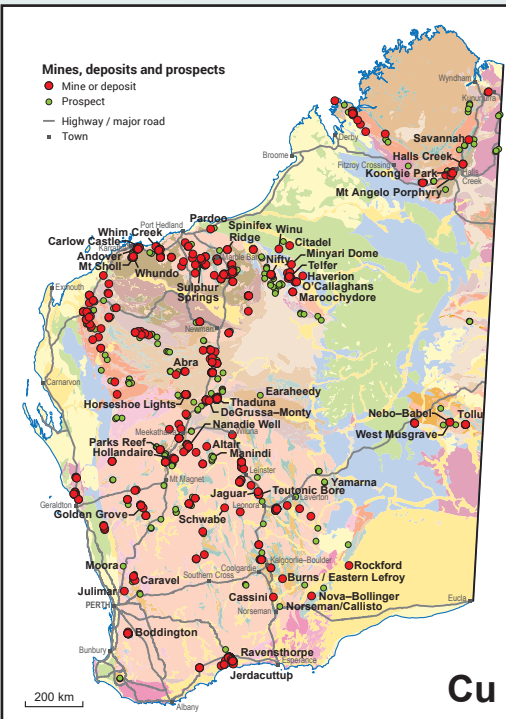 Mines, deposits and prospects
Mine or deposit
Prospect
Highway / major road
Town
Wyndham
Kununurra
Derby
Savannah
Broome
Fitzroy Crossing
Halls Creek
Koongie Park
Halls
Creek
Mt Angelo Porphyry
Pardoo
Port Hedland
Spinifex
Ridge
Winu
Whim Creek
Carlow Castle
Citadel
Karratha
Andover
Marble Bar
Nifty
Minyari Dome
Mt Sholl
Telfer
Whundo
Haverion
O'Callaghans
Exmouth
Sulphur
Springs
Maroochydore
Newman
Abra
Carnarvon
Earaheedy
Horseshoe Lights
Thaduna
DeGrussa–Monty
Nebo–Babel
Tollu
Meekatharra
Nanadie Well
West Musgrave
Wiluna
Parks Reef
Altair
Hollandaire
Manindi
Leinster
Mt Magnet
Yamarna
Jaguar
Teutonic Bore
Laverton
Geraldton
Leonora
Golden Grove
Schwabe
Moora
Kalgoorlie–Boulder
Coolgardie
Rockford
Caravel
Southern Cross
Burns / Eastern Lefroy
Julimar
Cassini
Nova–Bollinger
Eucla
PERTH
Norseman
Norseman/Callisto
Boddington
Bunbury
Ravensthorpe
Esperance
Jerdacuttup
200 km
Albany
Cu